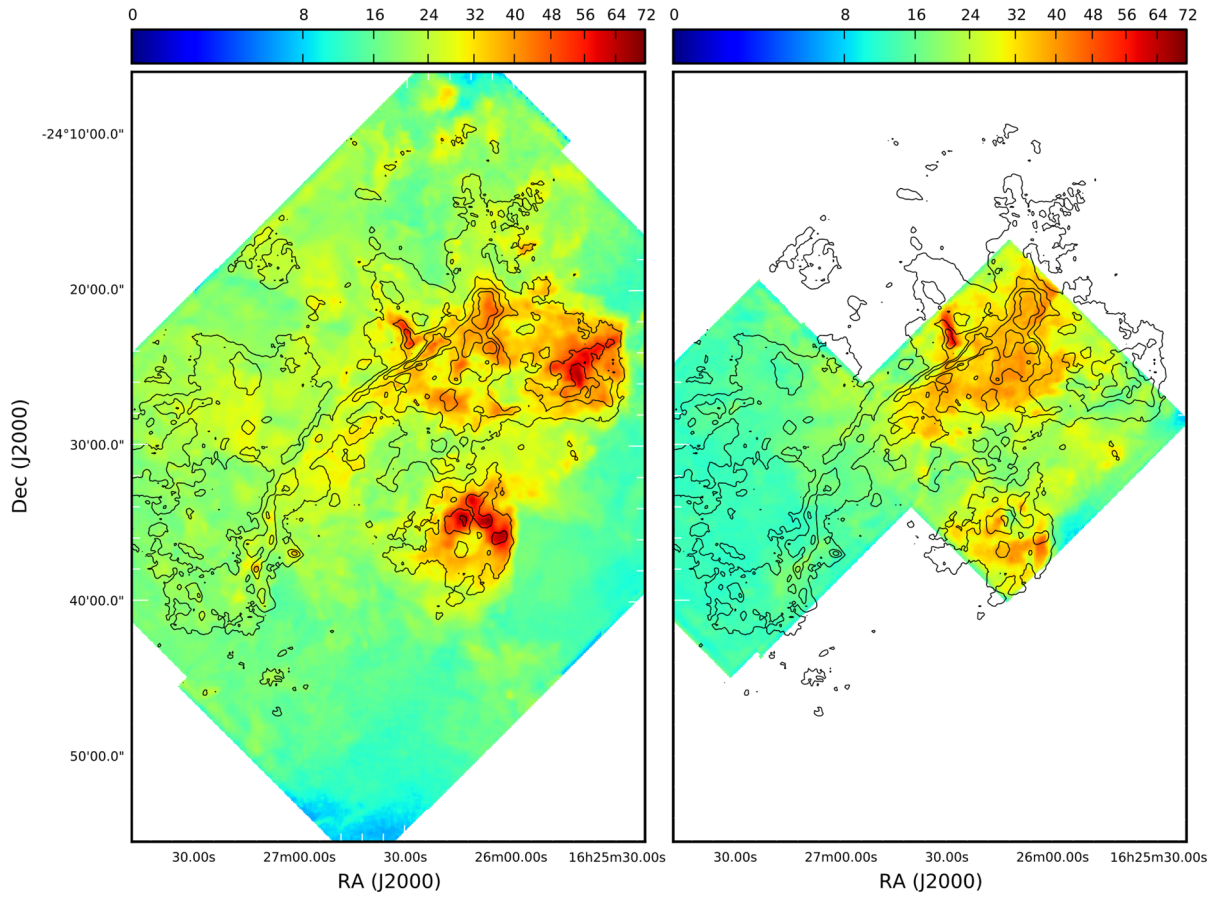 0 8 16 24 32 40 48 56 64 72
0 8 16 24 32 40 48 56 64 72
-24°10'00.0"
20'00.0"
30'00.0"
40'00.0"
50'00.0"
Dec (J2000)
30.00s 27m00.00s 30.00s 26m00.00s 16h25m30.00s
30.00s 27m00.00s 30.00s 26m00.00s 16h25m30.00s
RA (J2000)
RA (J2000)